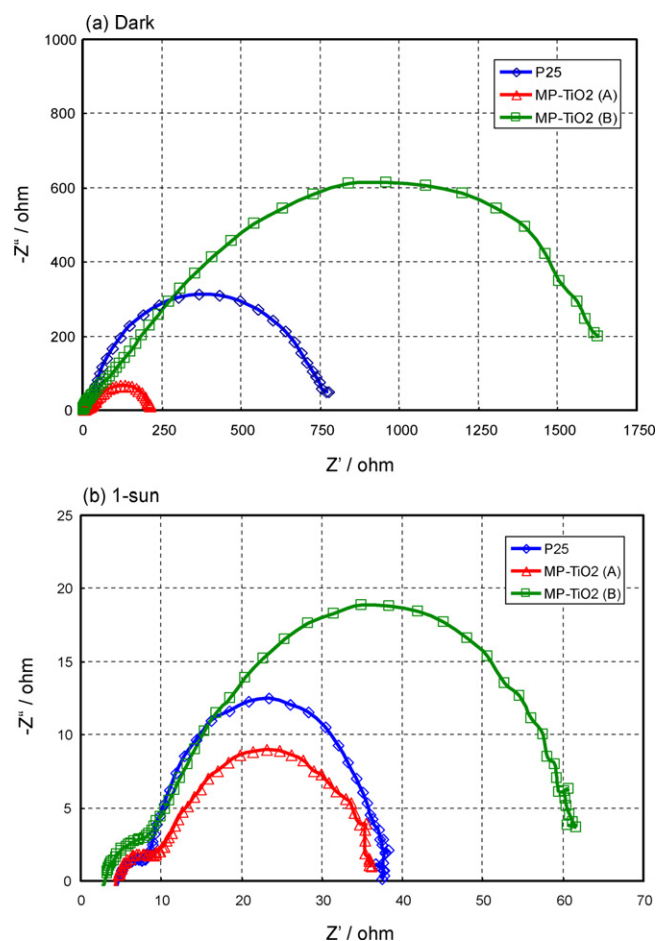 (a) Dark
1000
800
600
400
200
0
-Z" / ohm
P25
MP-TiO2 (A)
MP-TiO2 (B)
0 250 500 750 1000 1250 1500 1750
Z' / ohm
(b) 1-sun
25
20
15
10
5
0
-Z" / ohm
P25
MP-TiO2 (A)
MP-TiO2 (B)
0 10 20 30 40 50 60 70
Z' / ohm